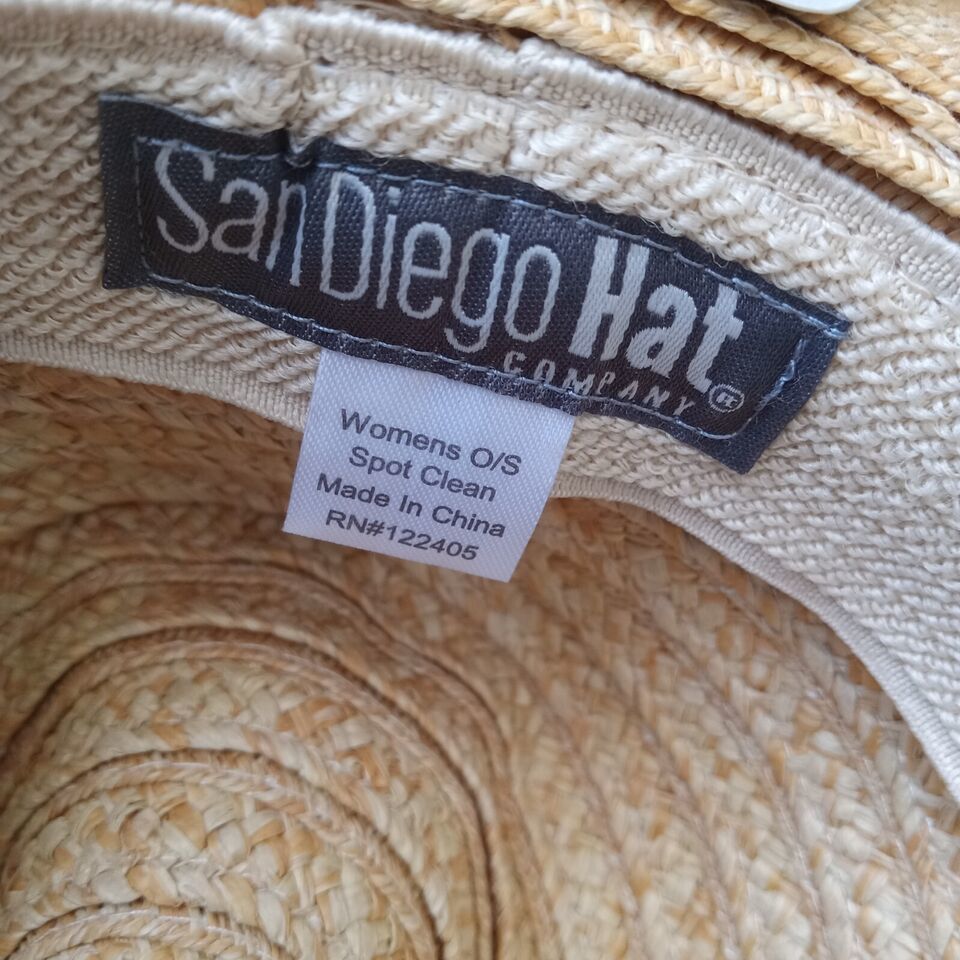 San Diego Hat®
COMPANY
Womens O/S
Spot Clean
Made In China
RN#122405